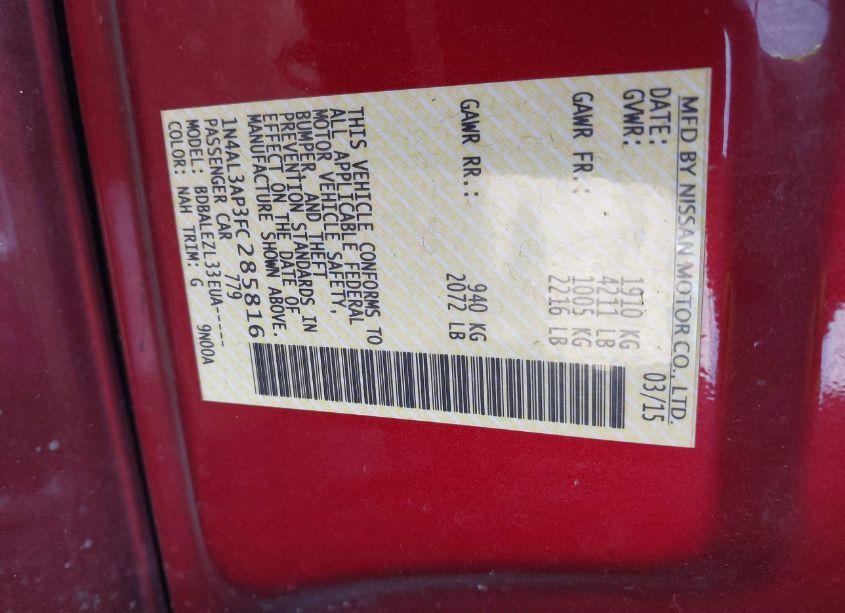 MFD BY NISSAN MOTOR CO., LTD.
DATE: 03/15
GVWR: 1910 KG
4211 LB
GAWR FR.: 1005 KG
2216 LB
GAWR RR.: 940 KG
2072 LB
THIS VEHICLE CONFORMS TO
ALL APPLICABLE FEDERAL
MOTOR VEHICLE SAFETY,
BUMPER, AND THEFT
PREVENTION STANDARDS IN
EFFECT ON THE DATE OF
MANUFACTURE SHOWN ABOVE.
1N4AL3AP3FC285816
PASSENGER CAR 779
MODEL: BDBALEZL33EUA-----
COLOR: NAH TRIM: G 9N00A